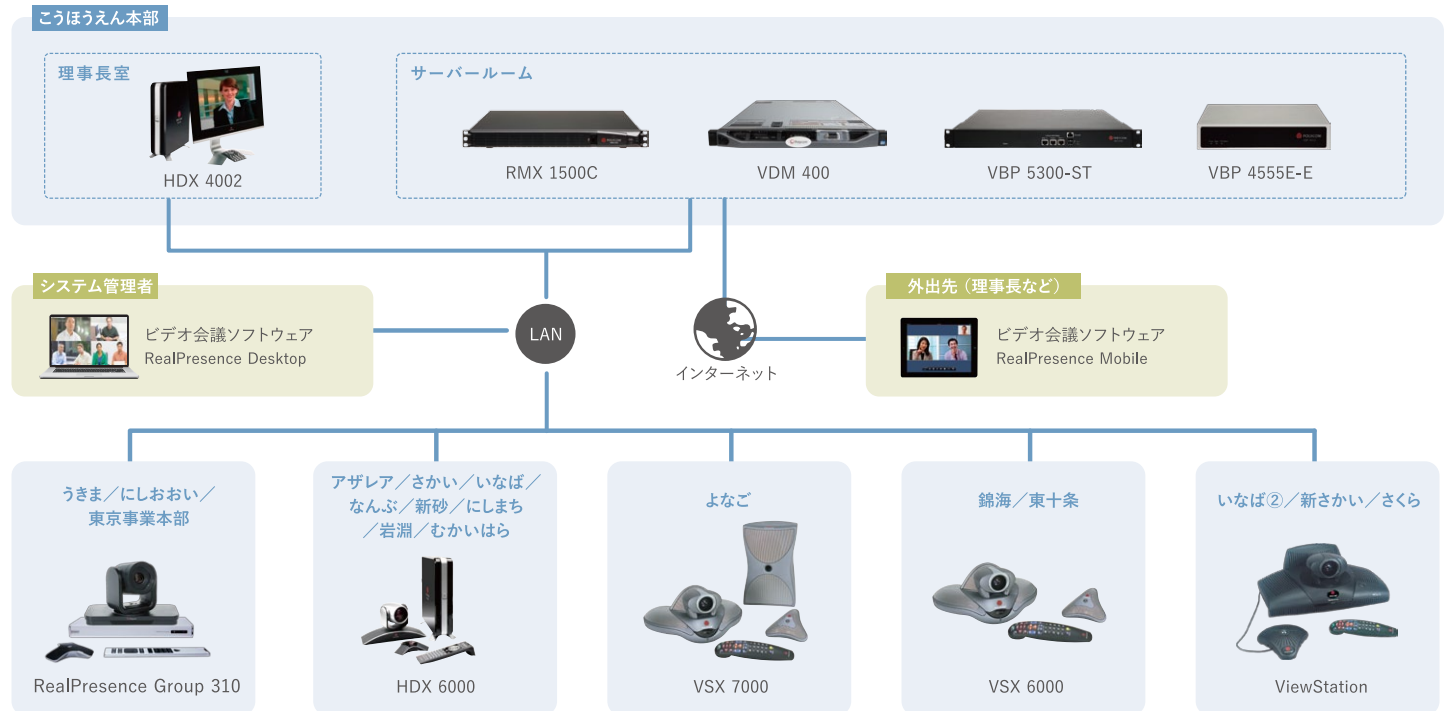 こうほうえん本部
理事長室
サーバールーム
HDX 4002
RMX 1500C
VDM 400
VBP 5300-ST
VBP 4555E-E
システム管理者
ビデオ会議ソフトウェア
RealPresence Desktop
LAN
インターネット
外出先（理事長など）
ビデオ会議ソフトウェア
RealPresence Mobile
うきま／にしおおい／
東京事業本部
RealPresence Group 310
アザレア／さかい／いなば／
なんぶ／新砂／にしまち
／岩淵／むかいはら
HDX 6000
よなご
VSX 7000
錦海／東十条
VSX 6000
いなば②／新さかい／さくら
ViewStation